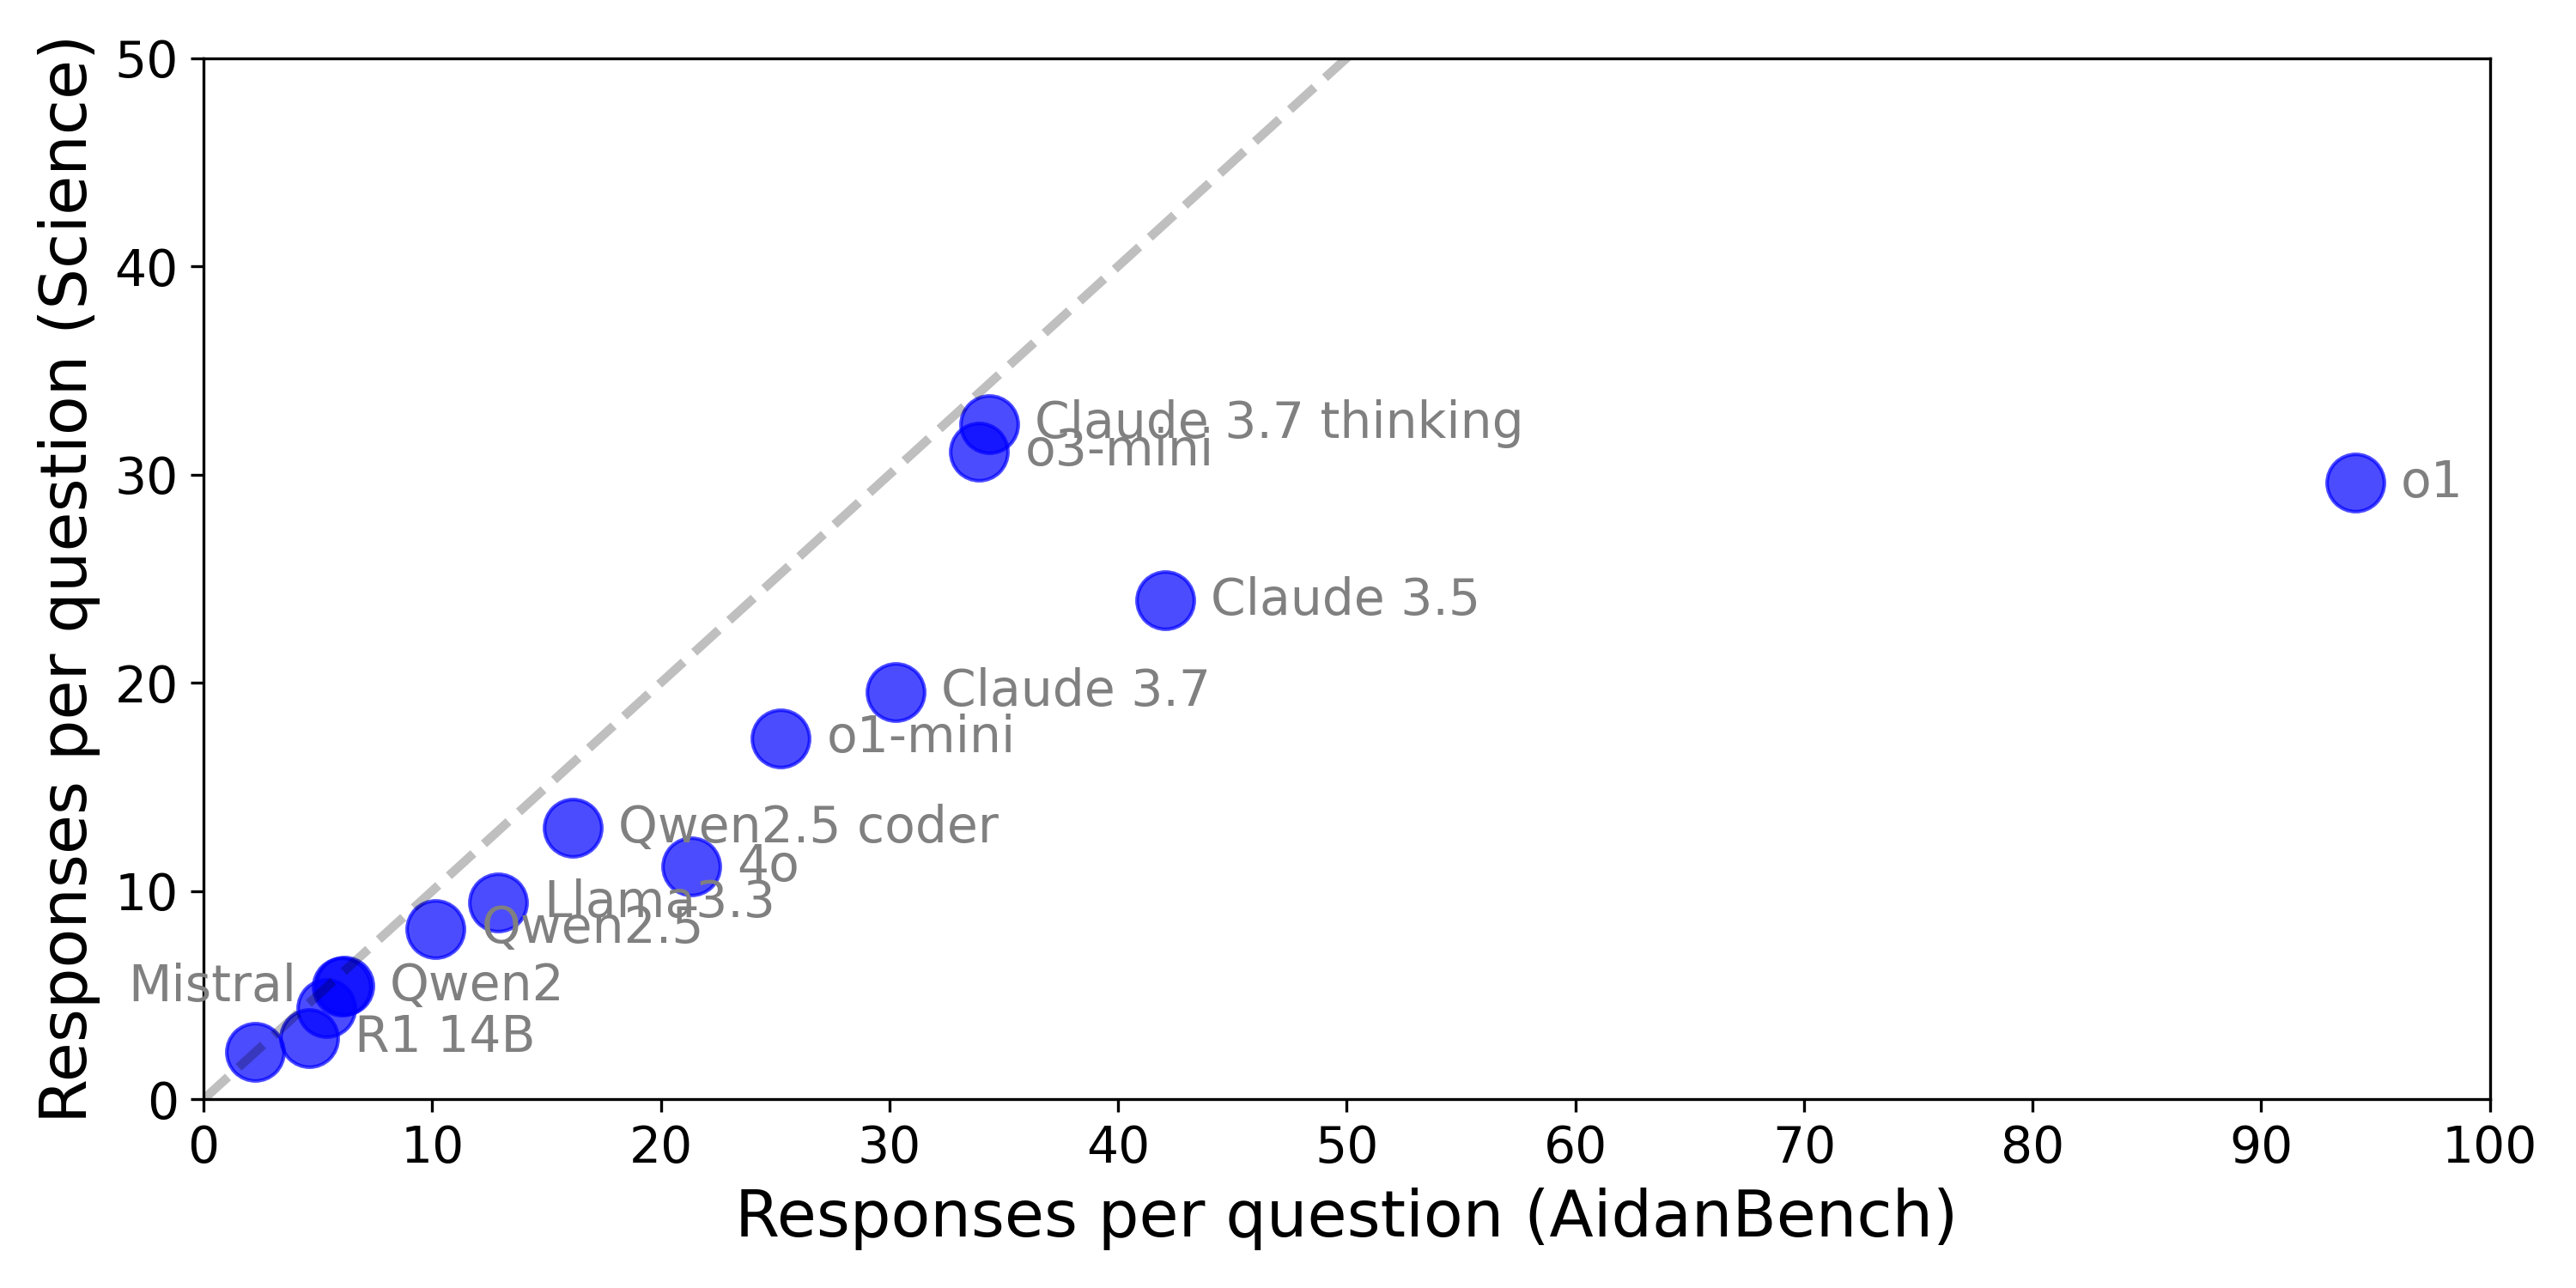 Responses per question (Science)
50
40
30
20
10
0
Claude 3.7 thinking
o3-mini
o1
Claude 3.5
Claude 3.7
o1-mini
Qwen2.5 coder
4o
Llama3.3
Qwen2.5
Mistral
Qwen2
R1 14B
0 10 20 30 40 50 60 70 80 90 100
Responses per question (AidanBench)